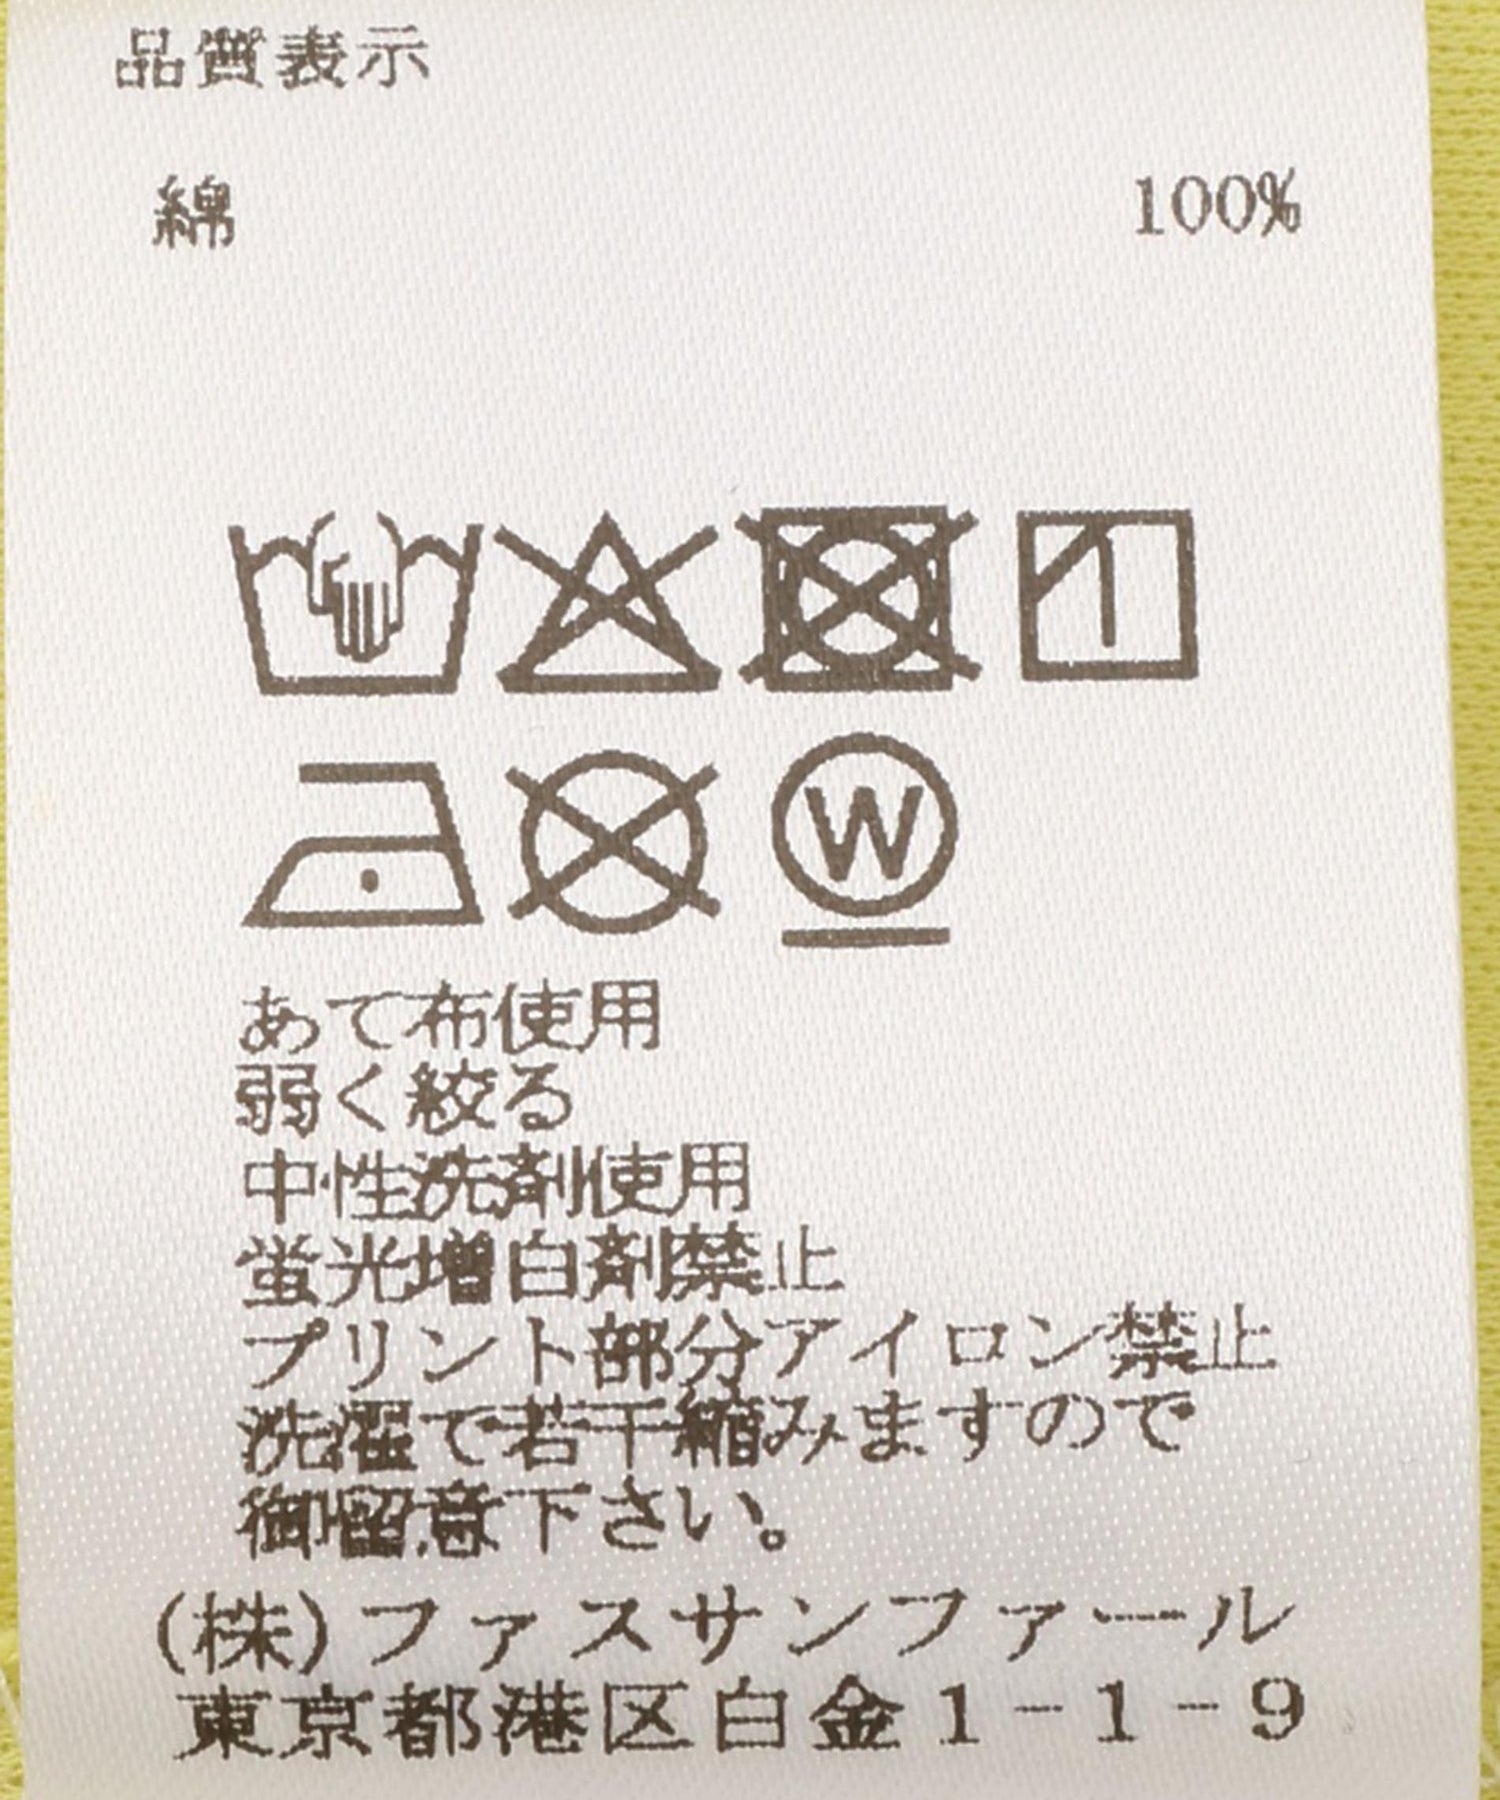 品質表示
綿 100%
W
あて布使用
弱く絞る
中性洗剤使用
蛍光増白剤禁止
プリント部分アイロン禁止
洗濯で若干縮みますので
御留意下さい。
(株)ファスサンファール
東京都港区白金1-1-9